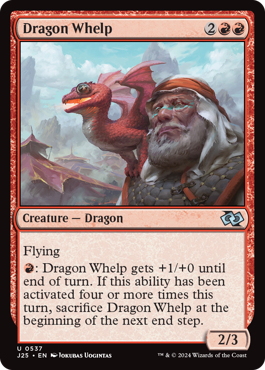 Dragon Whelp 2
Creature — Dragon
Flying
: Dragon Whelp gets +1/+0 until
end of turn. If this ability has been
activated four or more times this
turn, sacrifice Dragon Whelp at the
beginning of the next end step.
2/3
U 0537
J25 • EN Jokubas Uogintas
™ & © 2024 Wizards of the Coast